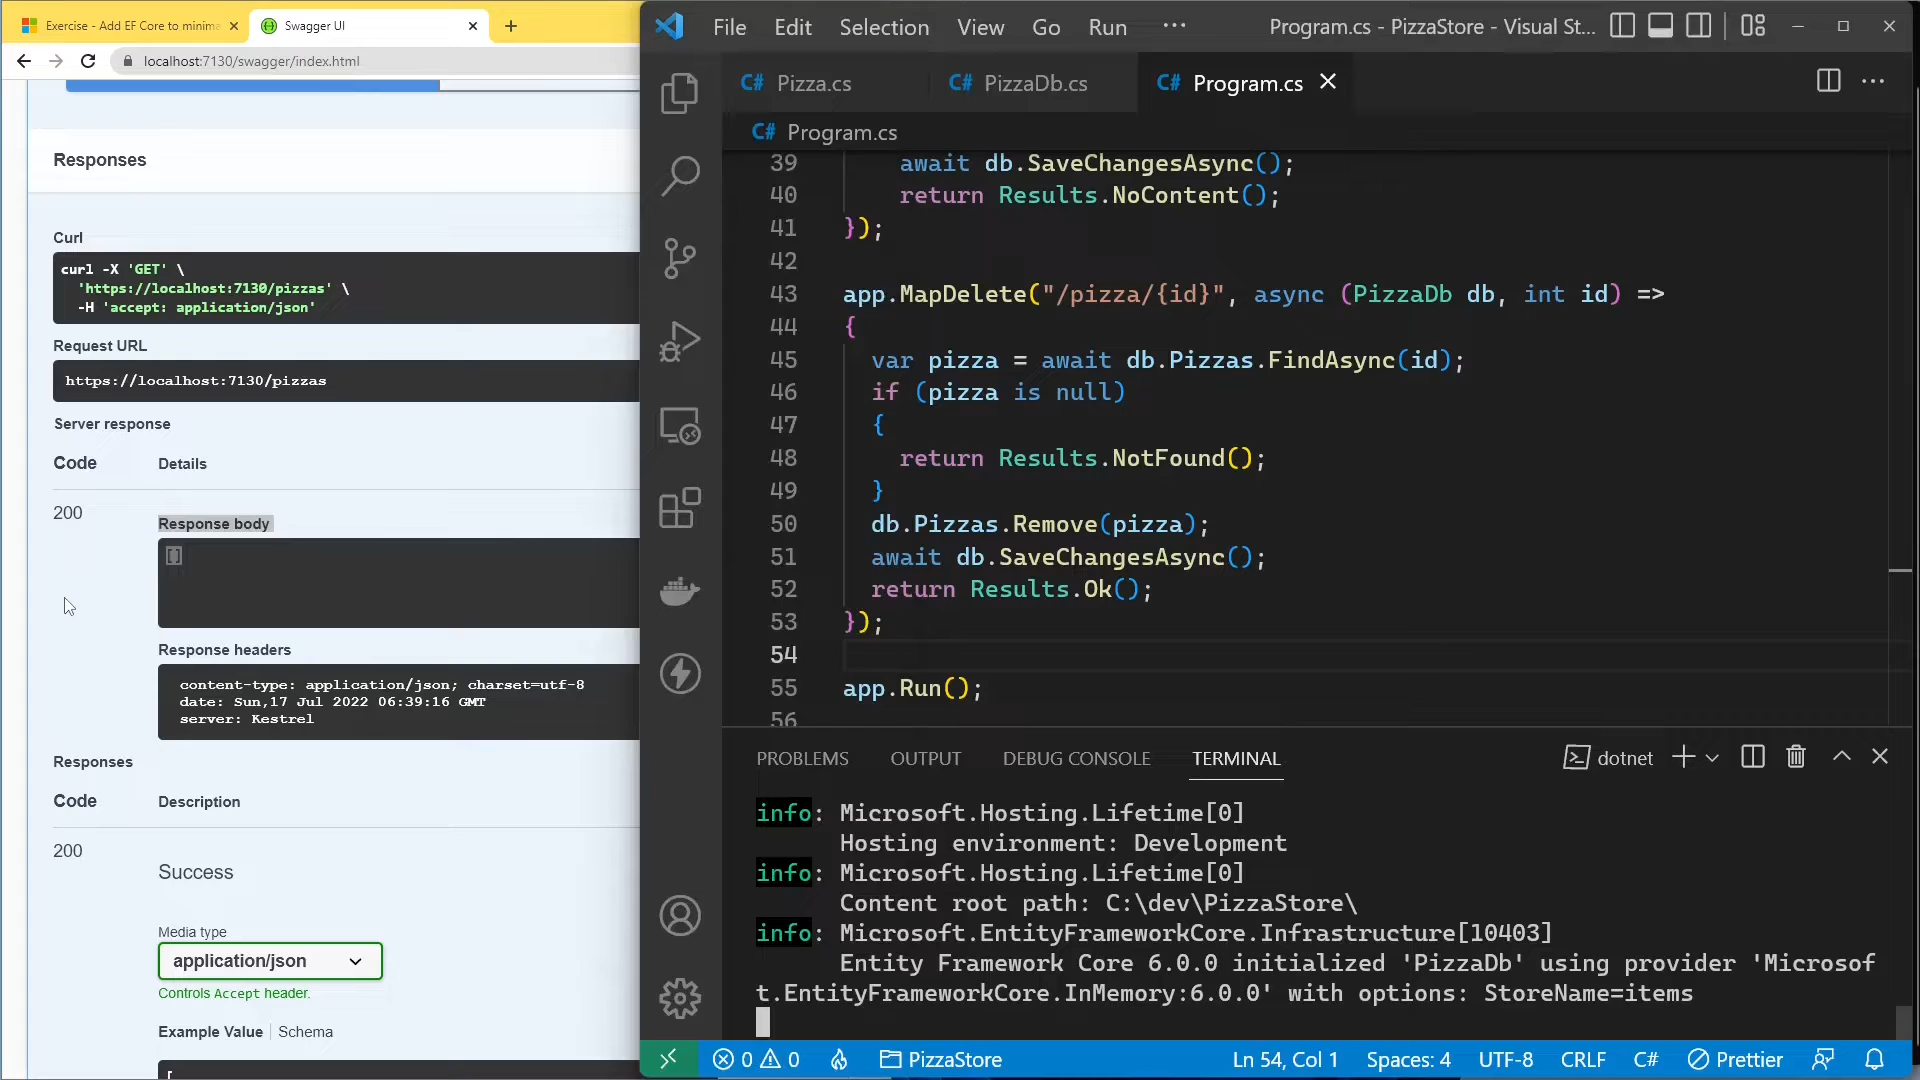 Exercise - Add EF Core to minima
Swagger UI
localhost:7130/swagger/index.html
Responses
Curl
curl -X 'GET' \
'https://localhost:7130/pizzas' \
-H 'accept: application/json'
Request URL
https://localhost:7130/pizzas
Server response
Code Details
200
Response body
[]
Response headers
content-type: application/json; charset=utf-8
date: Sun,17 Jul 2022 06:39:16 GMT
server: Kestrel
Responses
Code Description
200
Success
Media type
application/json
Controls Accept header.
Example Value Schema
[
File Edit Selection View Go Run ···
Program.cs - PizzaStore - Visual St...
C# Pizza.cs
C# PizzaDb.cs
C# Program.cs
C# Program.cs
39 await db.SaveChangesAsync();
40 return Results.NoContent();
41 });
42
43 app.MapDelete("/pizza/{id}", async (PizzaDb db, int id) =>
44 {
45 var pizza = await db.Pizzas.FindAsync(id);
46 if (pizza is null)
47 {
48 return Results.NotFound();
49 }
50 db.Pizzas.Remove(pizza);
51 await db.SaveChangesAsync();
52 return Results.Ok();
53 });
54
55 app.Run();
56
PROBLEMS OUTPUT DEBUG CONSOLE TERMINAL
dotnet
info: Microsoft.Hosting.Lifetime[0]
Hosting environment: Development
info: Microsoft.Hosting.Lifetime[0]
Content root path: C:\dev\PizzaStore\
info: Microsoft.EntityFrameworkCore.Infrastructure[10403]
Entity Framework Core 6.0.0 initialized 'PizzaDb' using provider 'Microsof
t.EntityFrameworkCore.InMemory:6.0.0' with options: StoreName=items
0 0 PizzaStore Ln 54, Col 1 Spaces: 4 UTF-8 CRLF C# Prettier